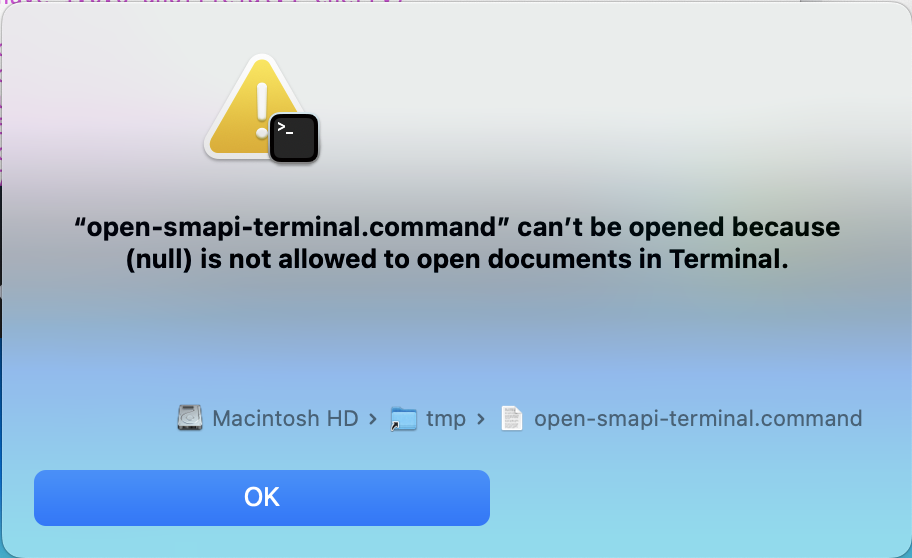 >_
“open-smapi-terminal.command” can’t be opened because
(null) is not allowed to open documents in Terminal.
Macintosh HD › tmp › open-smapi-terminal.command
OK